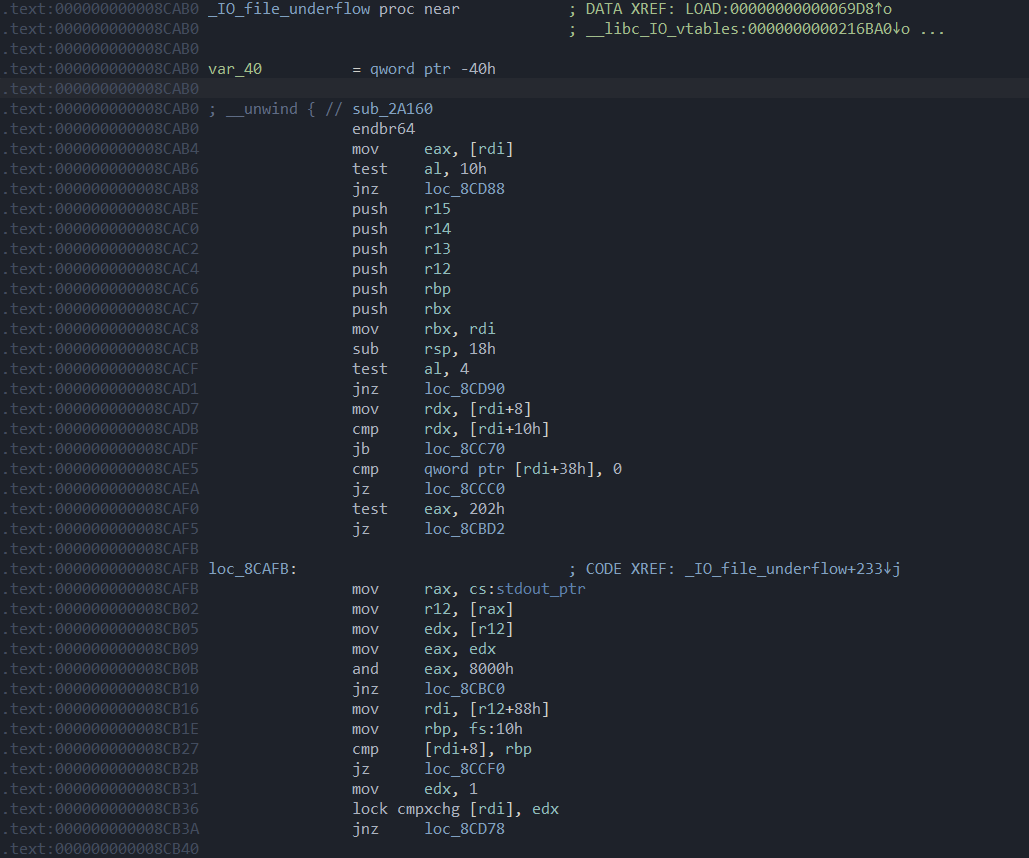 .text:000000000008CAB0 _IO_file_underflow proc near ; DATA XREF: LOAD:00000000000069D8↑o
.text:000000000008CAB0 ; __libc_IO_vtables:0000000000216BA0↓o ...
.text:000000000008CAB0
.text:000000000008CAB0 var_40 = qword ptr -40h
.text:000000000008CAB0
.text:000000000008CAB0 ; __unwind { // sub_2A160
.text:000000000008CAB0 endbr64
.text:000000000008CAB4 mov eax, [rdi]
.text:000000000008CAB6 test al, 10h
.text:000000000008CAB8 jnz loc_8CD88
.text:000000000008CABE push r15
.text:000000000008CAC0 push r14
.text:000000000008CAC2 push r13
.text:000000000008CAC4 push r12
.text:000000000008CAC6 push rbp
.text:000000000008CAC7 push rbx
.text:000000000008CAC8 mov rbx, rdi
.text:000000000008CACB sub rsp, 18h
.text:000000000008CACF test al, 4
.text:000000000008CAD1 jnz loc_8CD90
.text:000000000008CAD7 mov rdx, [rdi+8]
.text:000000000008CADB cmp rdx, [rdi+10h]
.text:000000000008CADF jb loc_8CC70
.text:000000000008CAE5 cmp qword ptr [rdi+38h], 0
.text:000000000008CAEA jz loc_8CCC0
.text:000000000008CAF0 test eax, 202h
.text:000000000008CAF5 jz loc_8CBD2
.text:000000000008CAFB
.text:000000000008CAFB loc_8CAFB: ; CODE XREF: _IO_file_underflow+233↓j
.text:000000000008CAFB mov rax, cs:stdout_ptr
.text:000000000008CB02 mov r12, [rax]
.text:000000000008CB05 mov edx, [r12]
.text:000000000008CB09 mov eax, edx
.text:000000000008CB0B and eax, 8000h
.text:000000000008CB10 jnz loc_8CBC0
.text:000000000008CB16 mov rdi, [r12+88h]
.text:000000000008CB1E mov rbp, fs:10h
.text:000000000008CB27 cmp [rdi+8], rbp
.text:000000000008CB2B jz loc_8CCF0
.text:000000000008CB31 mov edx, 1
.text:000000000008CB36 lock cmpxchg [rdi], edx
.text:000000000008CB3A jnz loc_8CD78
.text:000000000008CB40